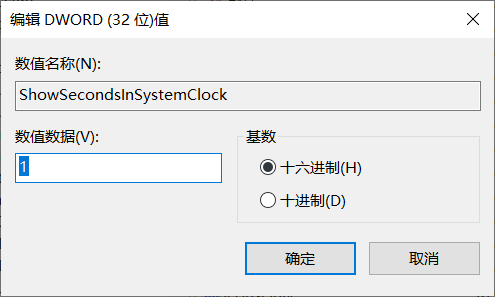 编辑 DWORD (32 位)值
数值名称(N):
ShowSecondsInSystemClock
数值数据(V):
1
基数
十六进制(H)
十进制(D)
确定
取消